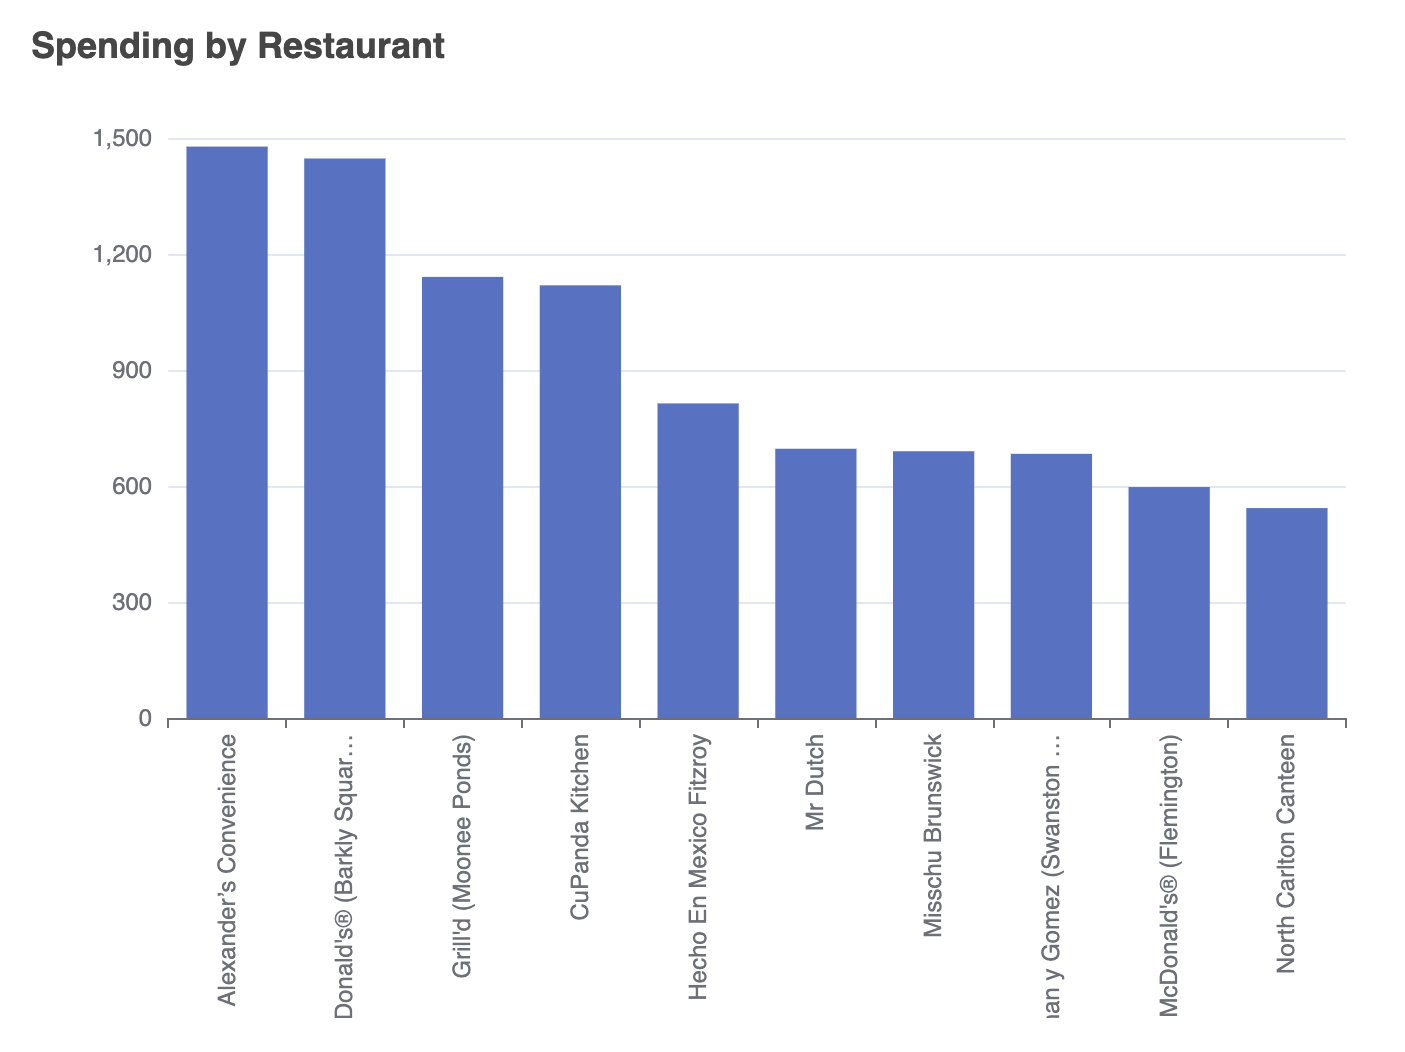 Spending by Restaurant
1,500
1,200
900
600
300
0
Alexander’s Convenience
Donald's® (Barkly Squar…
Grill'd (Moonee Ponds)
CuPanda Kitchen
Hecho En Mexico Fitzroy
Mr Dutch
Misschu Brunswick
y Gomez (Swanston …
McDonald's® (Flemington)
North Carlton Canteen